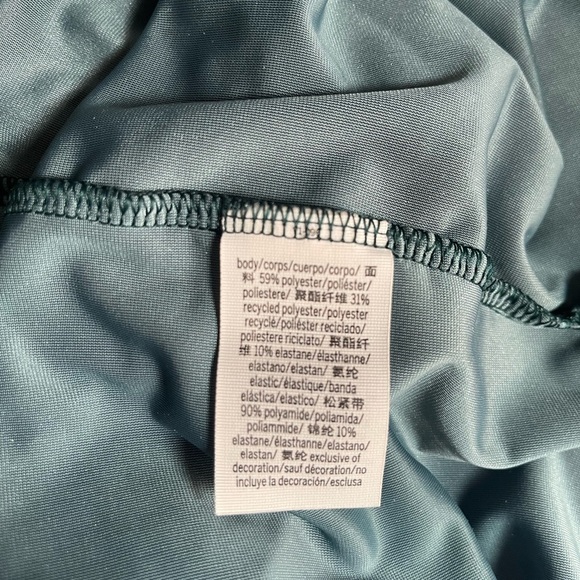 body/corps/cuerpo/corpo/ 面
料 59% polyester/poliéster/
poliestere/ 聚酯纤维 31%
recycled polyester/polyester
recyclé/poliéster reciclado/
poliestere riciclato/ 聚酯纤
维 10% elastane/élasthanne/
elastano/elastan/ 氨纶
elastic/élastique/banda
elástica/elastico/ 松紧带
90% polyamide/poliamida/
poliammide/ 锦纶 10%
elastane/élasthanne/elastano/
elastan/ 氨纶 exclusive of
decoration/sauf décoration/no
incluye la decoración/esclusa